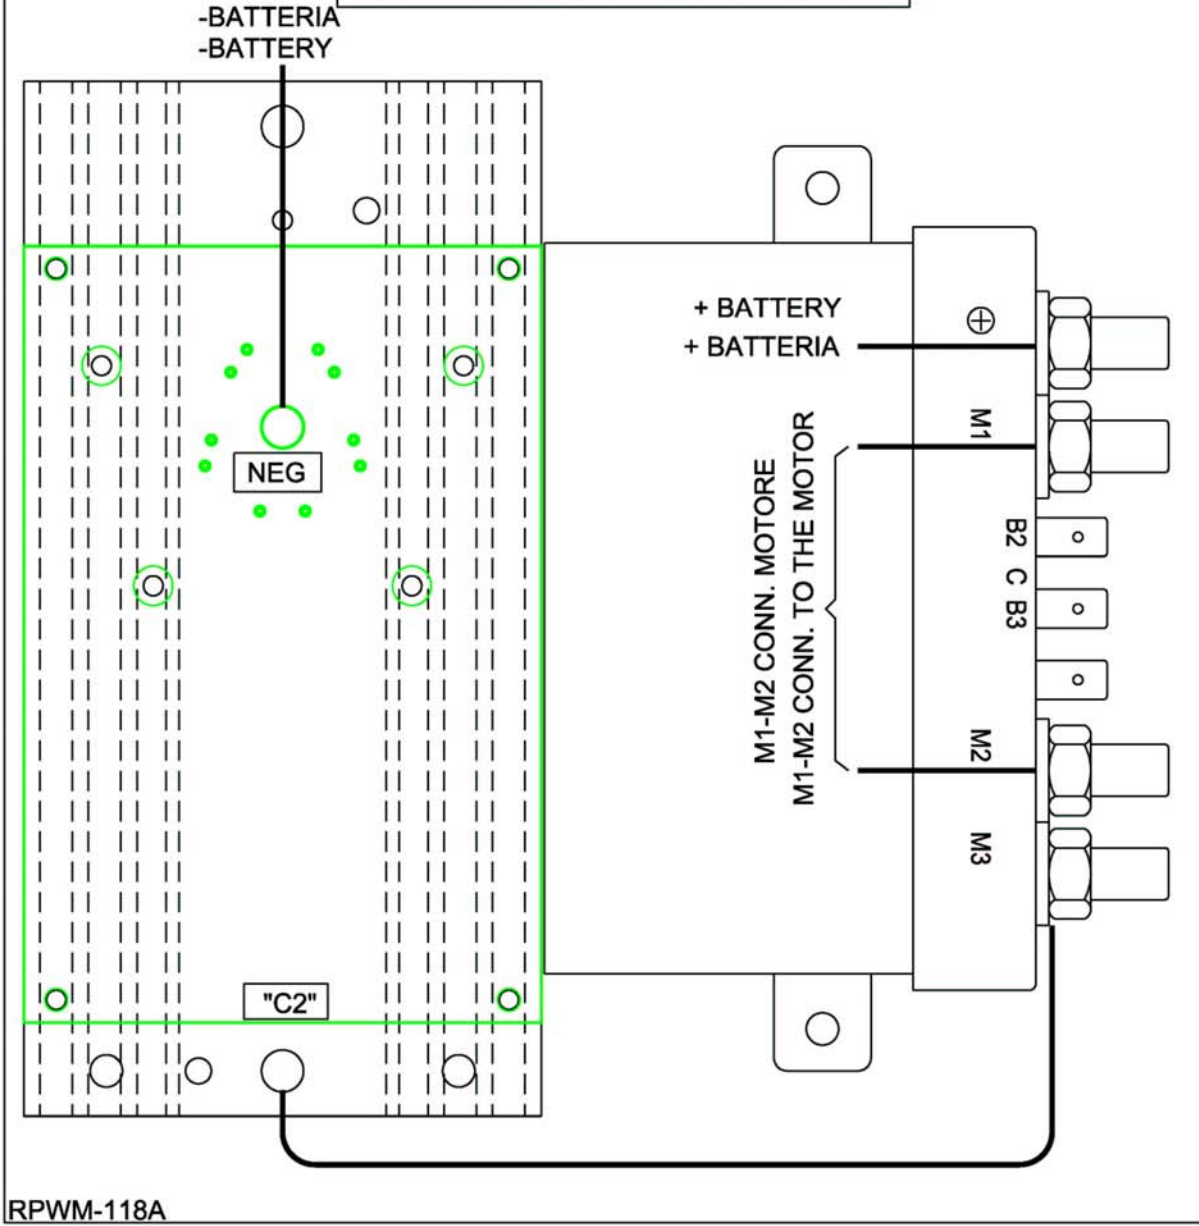 -BATTERIA
-BATTERY
+ BATTERY
+ BATTERIA
M1
M1-M2 CONN. MOTORE
M1-M2 CONN. TO THE MOTOR
NEG
B2
C
B3
M2
M3
"C2"
RPWM-118A